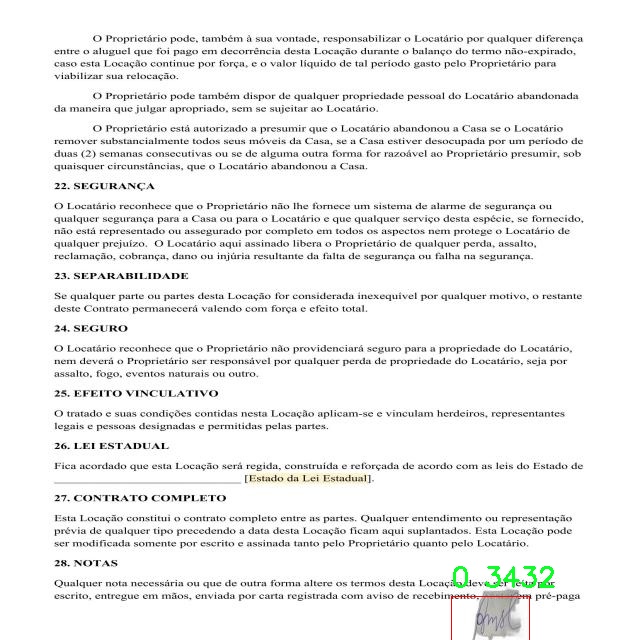 O Proprietário pode, também à sua vontade, responsabilizar o Locatário por qualquer diferença
entre o aluguel que foi pago em decorrência desta Locação durante o balanço do termo não-expirado,
caso esta Locação continue por força, e o valor líquido de tal período gasto pelo Proprietário para
viabilizar sua relocação.
O Proprietário pode também dispor de qualquer propriedade pessoal do Locatário abandonada
da maneira que julgar apropriado, sem se sujeitar ao Locatário.
O Proprietário está autorizado a presumir que o Locatário abandonou a Casa se o Locatário
remover substancialmente todos seus móveis da Casa, se a Casa estiver desocupada por um período de
duas (2) semanas consecutivas ou se de alguma outra forma for razoável ao Proprietário presumir, sob
quaisquer circunstâncias, que o Locatário abandonou a Casa.
22. SEGURANÇA
O Locatário reconhece que o Proprietário não lhe fornece um sistema de alarme de segurança ou
qualquer segurança para a Casa ou para o Locatário e que qualquer serviço desta espécie, se fornecido,
não está representado ou assegurado por completo em todos os aspectos nem protege o Locatário de
qualquer prejuízo. O Locatário aqui assinado libera o Proprietário de qualquer perda, assalto,
reclamação, cobrança, dano ou injúria resultante da falta de segurança ou falha na segurança.
23. SEPARABILIDADE
Se qualquer parte ou partes desta Locação for considerada inexequível por qualquer motivo, o restante
deste Contrato permanecerá valendo com força e efeito total.
24. SEGURO
O Locatário reconhece que o Proprietário não providenciará seguro para a propriedade do Locatário,
nem deverá o Proprietário ser responsável por qualquer perda de propriedade do Locatário, seja por
assalto, fogo, eventos naturais ou outro.
25. EFEITO VINCULATIVO
O tratado e suas condições contidas nesta Locação aplicam-se e vinculam herdeiros, representantes
legais e pessoas designadas e permitidas pelas partes.
26. LEI ESTADUAL
Fica acordado que esta Locação será regida, construída e reforçada de acordo com as leis do Estado de
______________________________ [Estado da Lei Estadual].
27. CONTRATO COMPLETO
Esta Locação constitui o contrato completo entre as partes. Qualquer entendimento ou representação
prévia de qualquer tipo precedendo a data desta Locação ficam aqui suplantados. Esta Locação pode
ser modificada somente por escrito e assinada tanto pelo Proprietário quanto pelo Locatário.
28. NOTAS
Qualquer nota necessária ou que de outra forma altere os termos desta Locação deve ser feita por
0.3432
escrito, entregue em mãos, enviada por carta registrada com aviso de recebimento, pré-paga